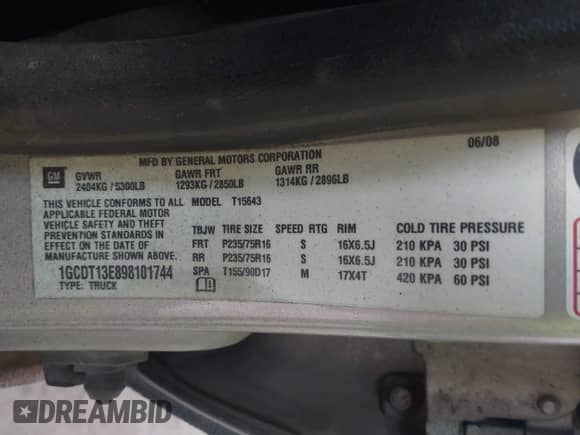 06/08
MFD BY GENERAL MOTORS CORPORATION
GM
GVWR GAWR FRT GAWR RR
2404KG / 5300LB 1293KG / 2850LB 1314KG / 2896LB
THIS VEHICLE CONFORMS TO ALL
APPLICABLE FEDERAL MOTOR
VEHICLE SAFETY AND THEFT
PREVENTION STANDARDS IN
EFFECT ON THE DATE OF
MANUFACTURE SHOWN ABOVE.
1GCDT13E898101744
TYPE: TRUCK
MODEL T15643
TBJW TIRE SIZE SPEED RTG RIM COLD TIRE PRESSURE
FRT P235/75R16 S 16X6.5J 210 KPA 30 PSI
RR P235/75R16 S 16X6.5J 210 KPA 30 PSI
SPA T155/90D17 M 17X4T 420 KPA 60 PSI
DREAMBID